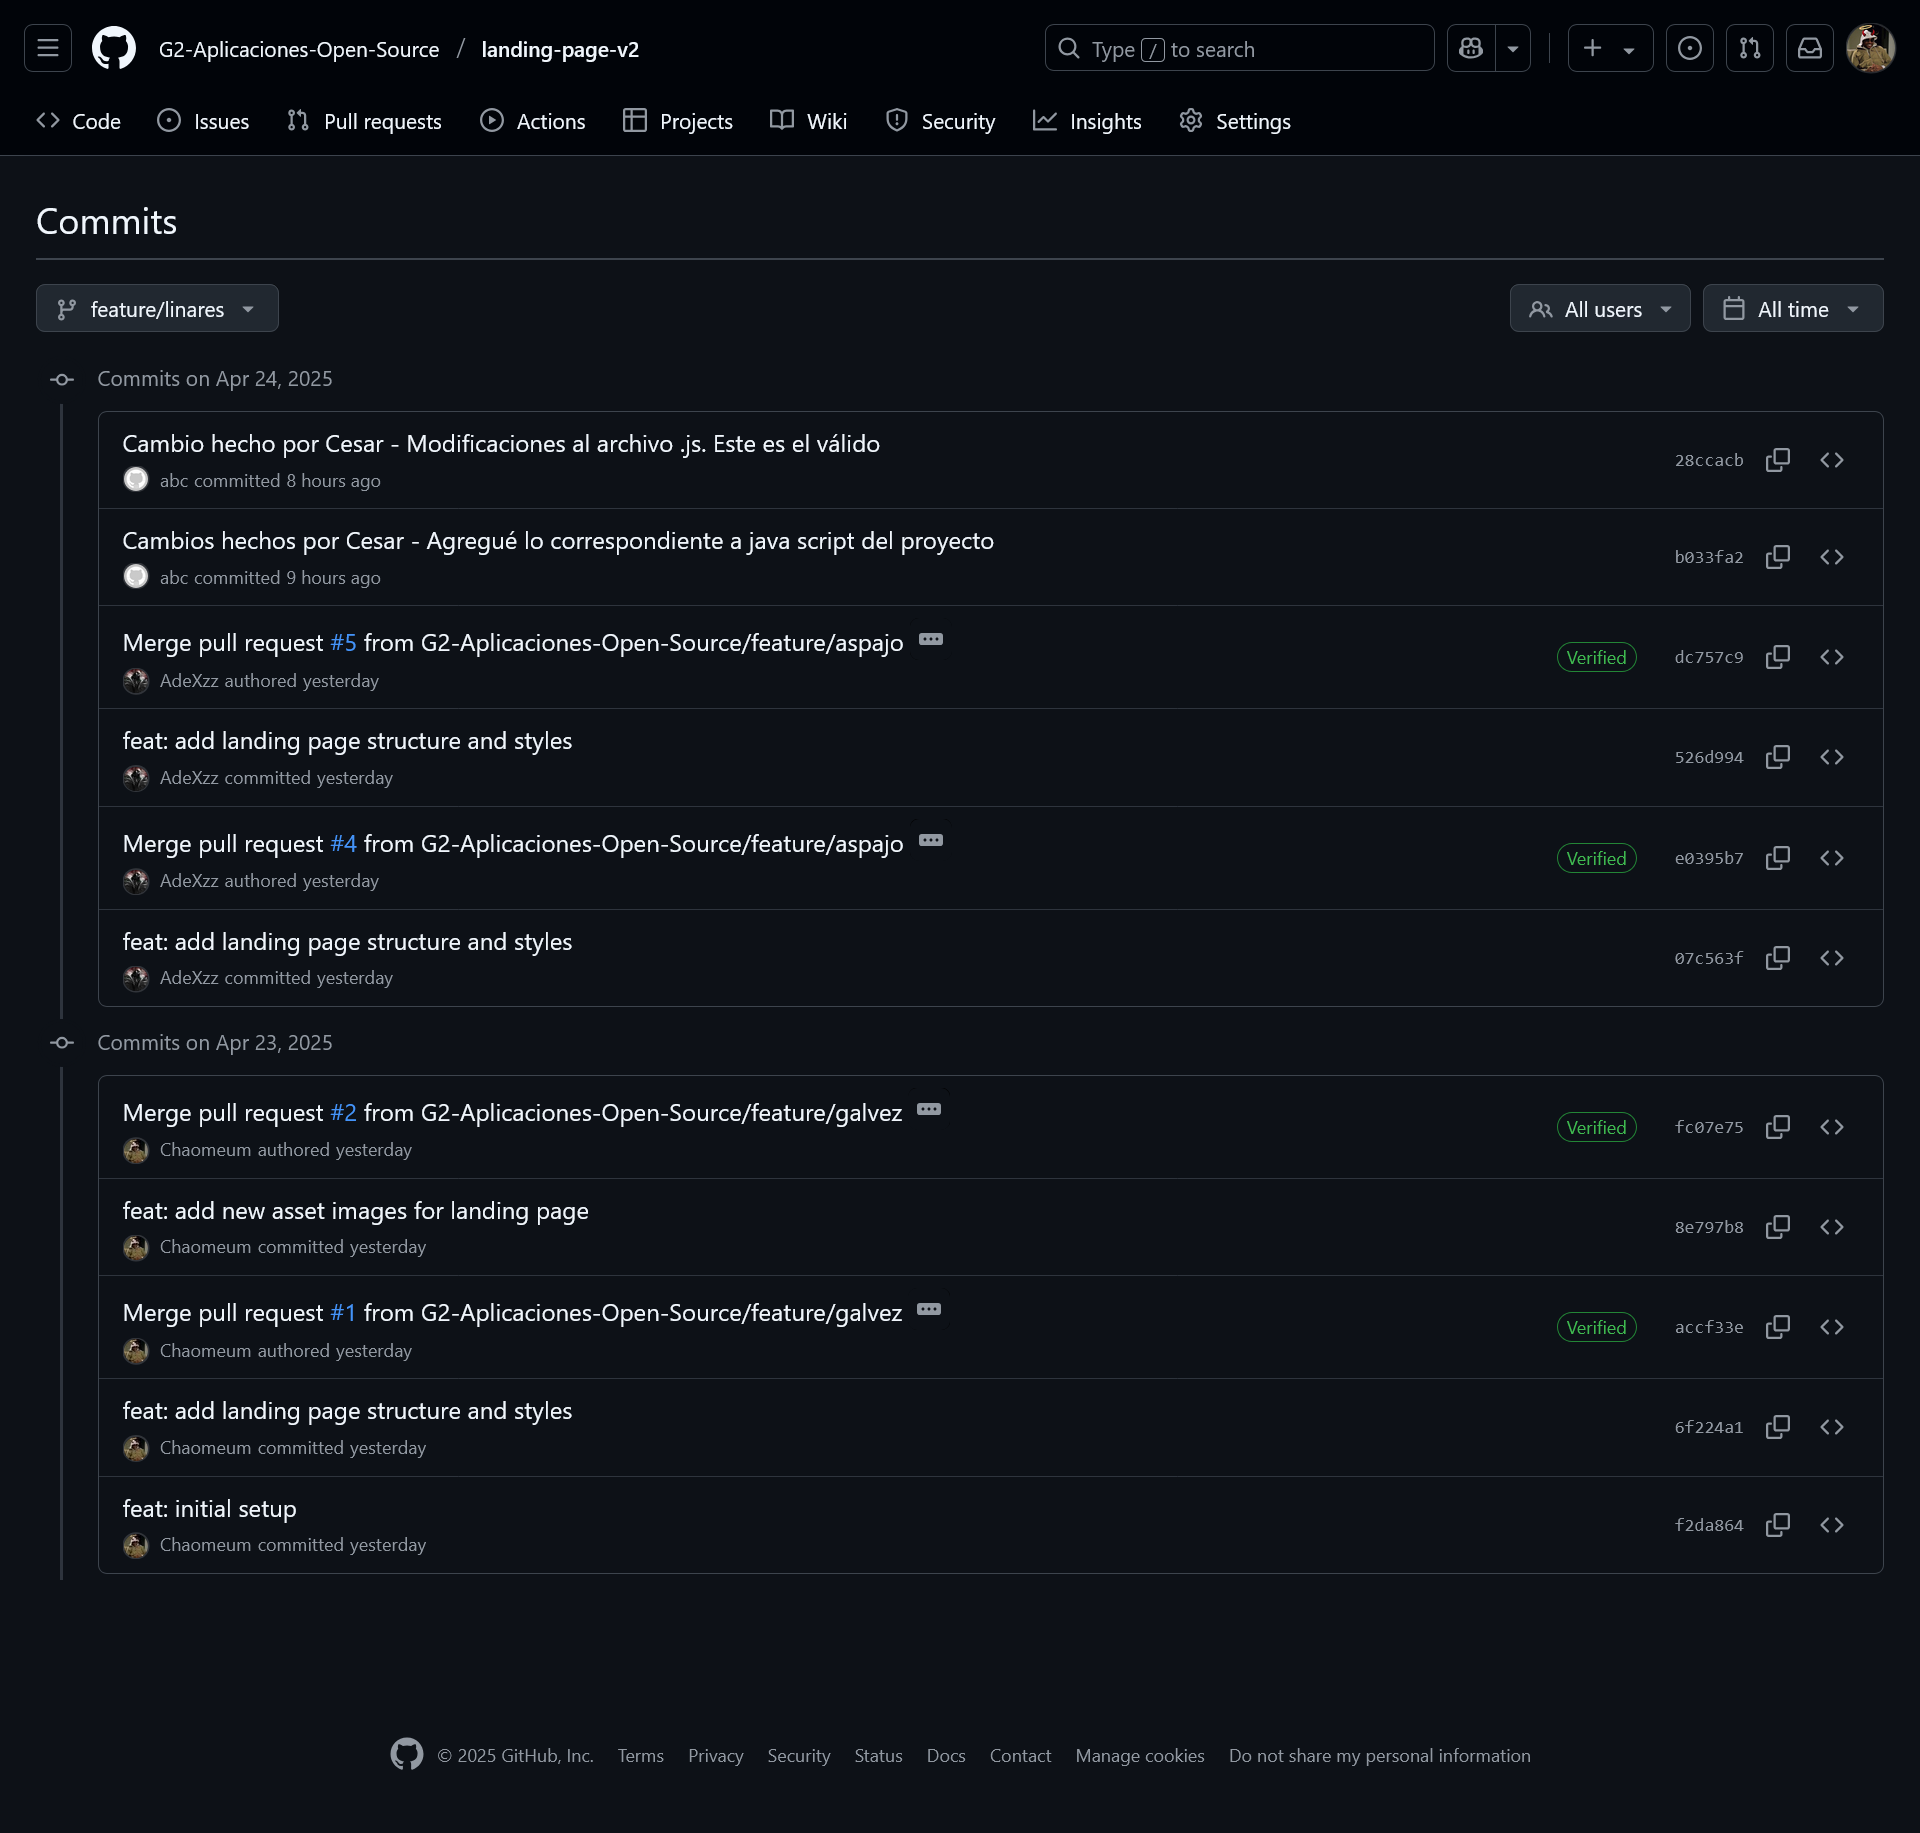 G2-Aplicaciones-Open-Source / landing-page-v2
Type / to search
Code Issues Pull requests Actions Projects Wiki Security Insights Settings
Commits
feature/linares
All users All time
Commits on Apr 24, 2025
Cambio hecho por Cesar - Modificaciones al archivo .js. Este es el válido
abc committed 8 hours ago
28ccacb
Cambios hechos por Cesar - Agregué lo correspondiente a java script del proyecto
abc committed 9 hours ago
b033fa2
Merge pull request #5 from G2-Aplicaciones-Open-Source/feature/aspajo
AdeXzz authored yesterday
Verified dc757c9
feat: add landing page structure and styles
AdeXzz committed yesterday
526d994
Merge pull request #4 from G2-Aplicaciones-Open-Source/feature/aspajo
AdeXzz authored yesterday
Verified e0395b7
feat: add landing page structure and styles
AdeXzz committed yesterday
07c563f
Commits on Apr 23, 2025
Merge pull request #2 from G2-Aplicaciones-Open-Source/feature/galvez
Chaomeum authored yesterday
Verified fc07e75
feat: add new asset images for landing page
Chaomeum committed yesterday
8e797b8
Merge pull request #1 from G2-Aplicaciones-Open-Source/feature/galvez
Chaomeum authored yesterday
Verified accf33e
feat: add landing page structure and styles
Chaomeum committed yesterday
6f224a1
feat: initial setup
Chaomeum committed yesterday
f2da864
© 2025 GitHub, Inc. Terms Privacy Security Status Docs Contact Manage cookies Do not share my personal information